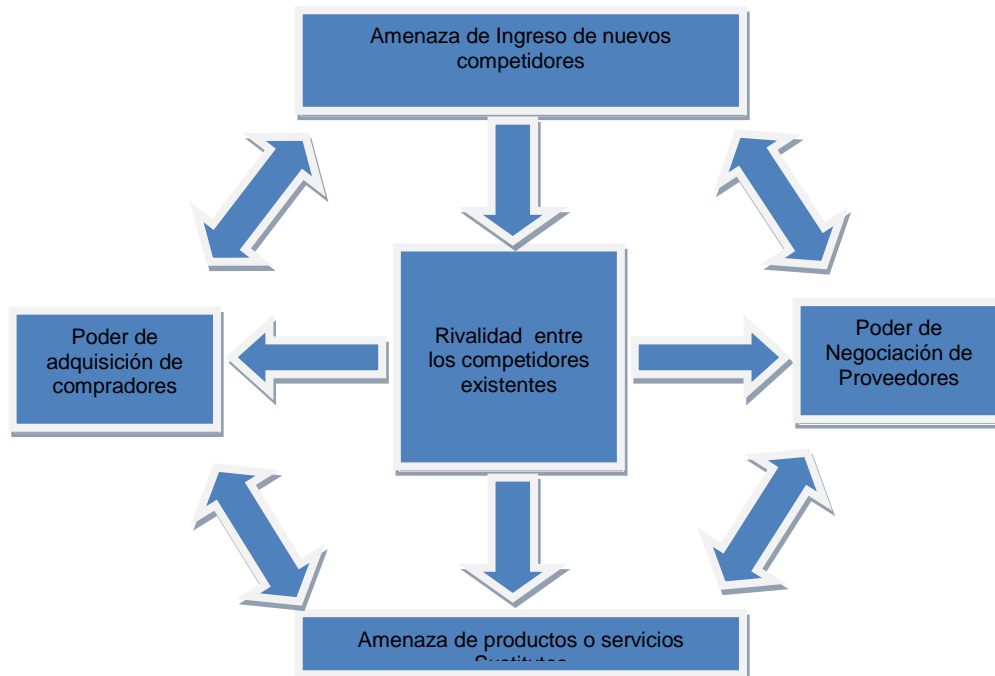 Amenaza de Ingreso de nuevos
competidores
Poder de
adquisición de
compradores
Rivalidad entre
los competidores
existentes
Poder de
Negociación de
Proveedores
Amenaza de productos o servicios
Sustitutos